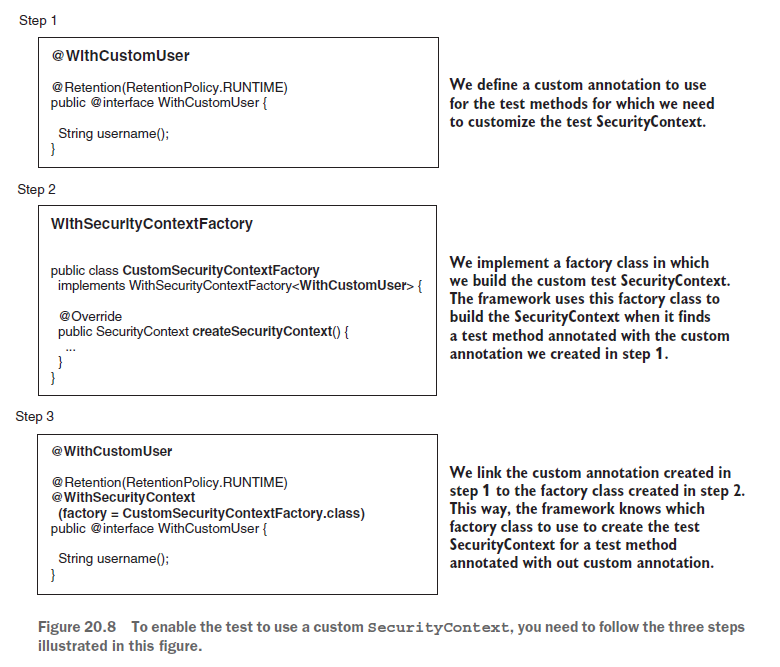 Step 1
@WithCustomUser
@Retention(RetentionPolicy.RUNTIME)
public @interface WithCustomUser {
String username();
}
We define a custom annotation to use
for the test methods for which we need
to customize the test SecurityContext.
Step 2
WithSecurityContextFactory
public class CustomSecurityContextFactory
implements WithSecurityContextFactory<WithCustomUser> {
@Override
public SecurityContext createSecurityContext() {
...
}
}
We implement a factory class in which
we build the custom test SecurityContext.
The framework uses this factory class to
build the SecurityContext when it finds
a test method annotated with the custom
annotation we created in step 1.
Step 3
@WithCustomUser
@Retention(RetentionPolicy.RUNTIME)
@WithSecurityContext
(factory = CustomSecurityContextFactory.class)
public @interface WithCustomUser {
String username();
}
We link the custom annotation created in
step 1 to the factory class created in step 2.
This way, the framework knows which
factory class to use to create the test
SecurityContext for a test method
annotated with out custom annotation.
Figure 20.8 To enable the test to use a custom SecurityContext, you need to follow the three steps
illustrated in this figure.